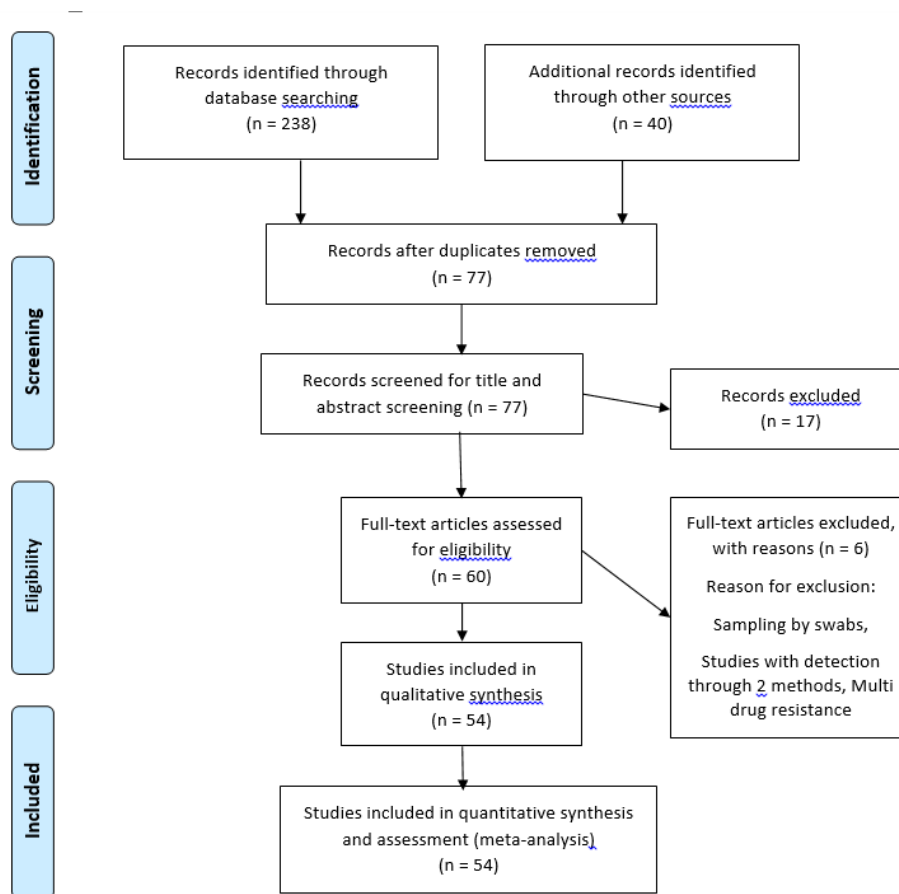 Identification
Records identified through
database searching
(n = 238)
Additional records identified
through other sources
(n = 40)
Records after duplicates removed
(n = 77)
Screening
Records screened for title and
abstract screening (n = 77)
Records excluded
(n = 17)
Eligibility
Full-text articles assessed
for eligibility
(n = 60)
Full-text articles excluded,
with reasons (n = 6)
Reason for exclusion:
Sampling by swabs,
Studies with detection
through 2 methods, Multi
drug resistance
Studies included in
qualitative synthesis
(n = 54)
Included
Studies included in quantitative synthesis
and assessment (meta-analysis)
(n = 54)